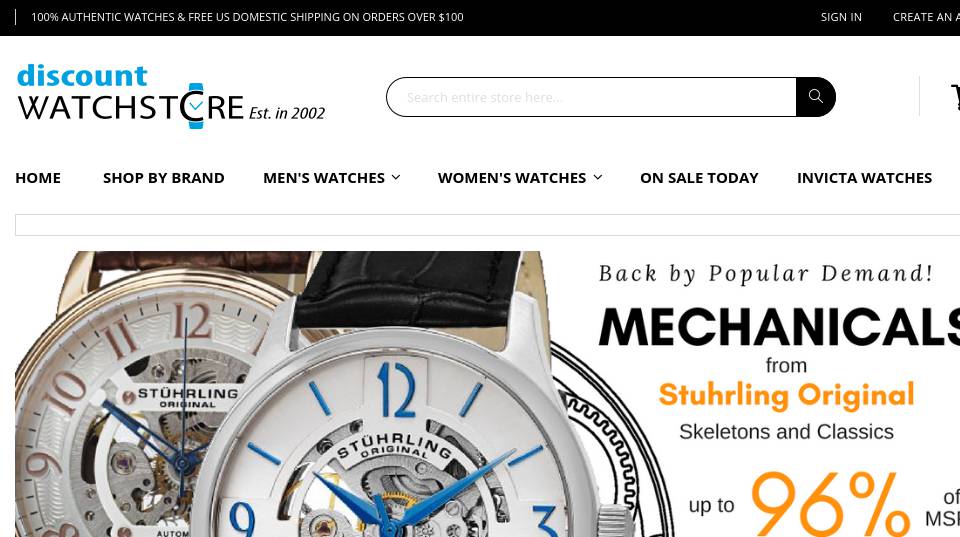 100% AUTHENTIC WATCHES & FREE US DOMESTIC SHIPPING ON ORDERS OVER $100
SIGN IN
CREATE AN A
discount
WATCHSTORE Est. in 2002
Search entire store here...
HOME
SHOP BY BRAND
MEN'S WATCHES
WOMEN'S WATCHES
ON SALE TODAY
INVICTA WATCHES
Back by Popular Demand!
MECHANICALS
from
Stuhrling Original
Skeletons and Classics
up to 96% of
MSR
12
11
10
9
STÜHRLING
ORIGINAL
AUTOM
12
STÜHRLING
ORIGINAL
9
3